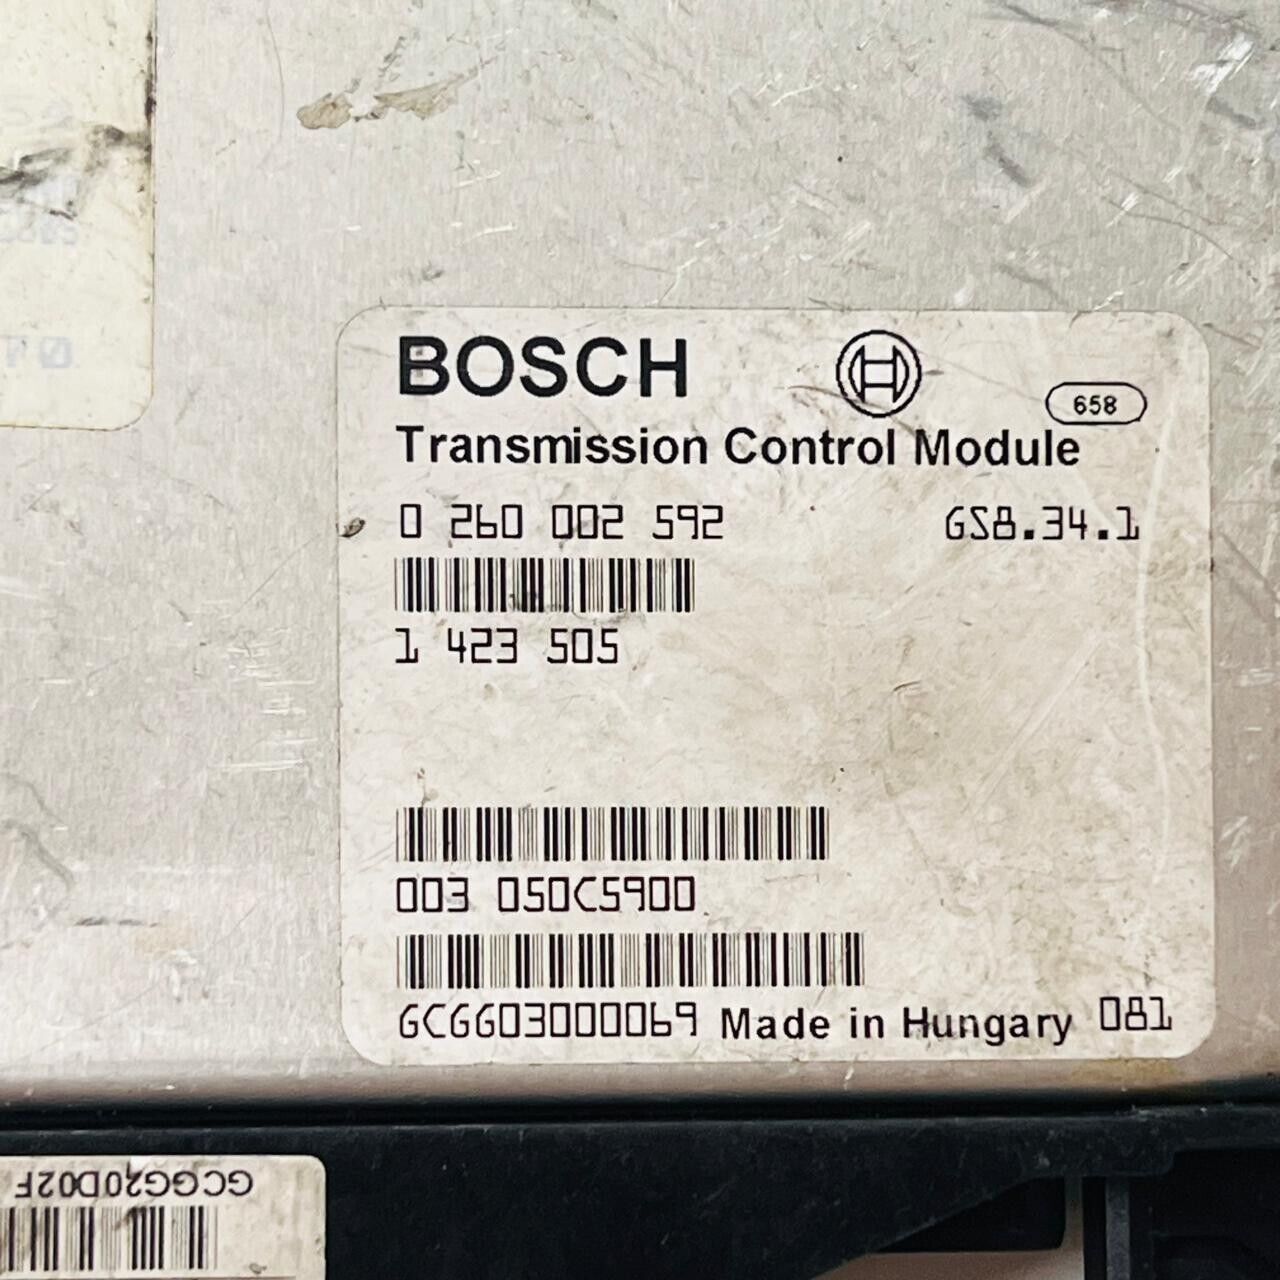 BOSCH
658
Transmission Control Module
0 260 002 592 GS8.34.1
1 423 505
003 050C5900
GCGG03000069 Made in Hungary 081
GCGG20D02F